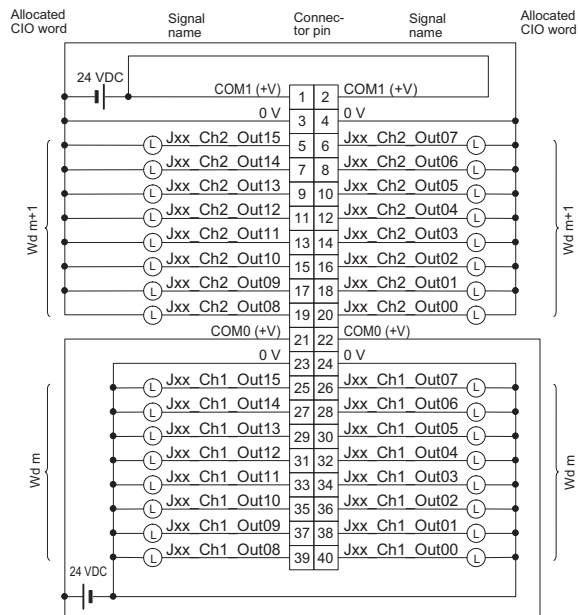 Allocated CIO word Signal name Connec-tor pin Signal name Allocated CIO word
24 VDC
COM1 (+V) 1 2 COM1 (+V)
0 V 3 4 0 V
L Jxx_Ch2_Out15 5 6 Jxx_Ch2_Out07 L
L Jxx_Ch2_Out14 7 8 Jxx_Ch2_Out06 L
L Jxx_Ch2_Out13 9 10 Jxx_Ch2_Out05 L
L Jxx_Ch2_Out12 11 12 Jxx_Ch2_Out04 L
Wd m+1 L Jxx_Ch2_Out11 13 14 Jxx_Ch2_Out03 L Wd m+1
L Jxx_Ch2_Out10 15 16 Jxx_Ch2_Out02 L
L Jxx_Ch2_Out09 17 18 Jxx_Ch2_Out01 L
L Jxx_Ch2_Out08 19 20 Jxx_Ch2_Out00 L
COM0 (+V) 21 22 COM0 (+V)
0 V 23 24 0 V
L Jxx_Ch1_Out15 25 26 Jxx_Ch1_Out07 L
L Jxx_Ch1_Out14 27 28 Jxx_Ch1_Out06 L
L Jxx_Ch1_Out13 29 30 Jxx_Ch1_Out05 L
L Jxx_Ch1_Out12 31 32 Jxx_Ch1_Out04 L
Wd m L Jxx_Ch1_Out11 33 34 Jxx_Ch1_Out03 L Wd m
L Jxx_Ch1_Out10 35 36 Jxx_Ch1_Out02 L
L Jxx_Ch1_Out09 37 38 Jxx_Ch1_Out01 L
L Jxx_Ch1_Out08 39 40 Jxx_Ch1_Out00 L
24 VDC